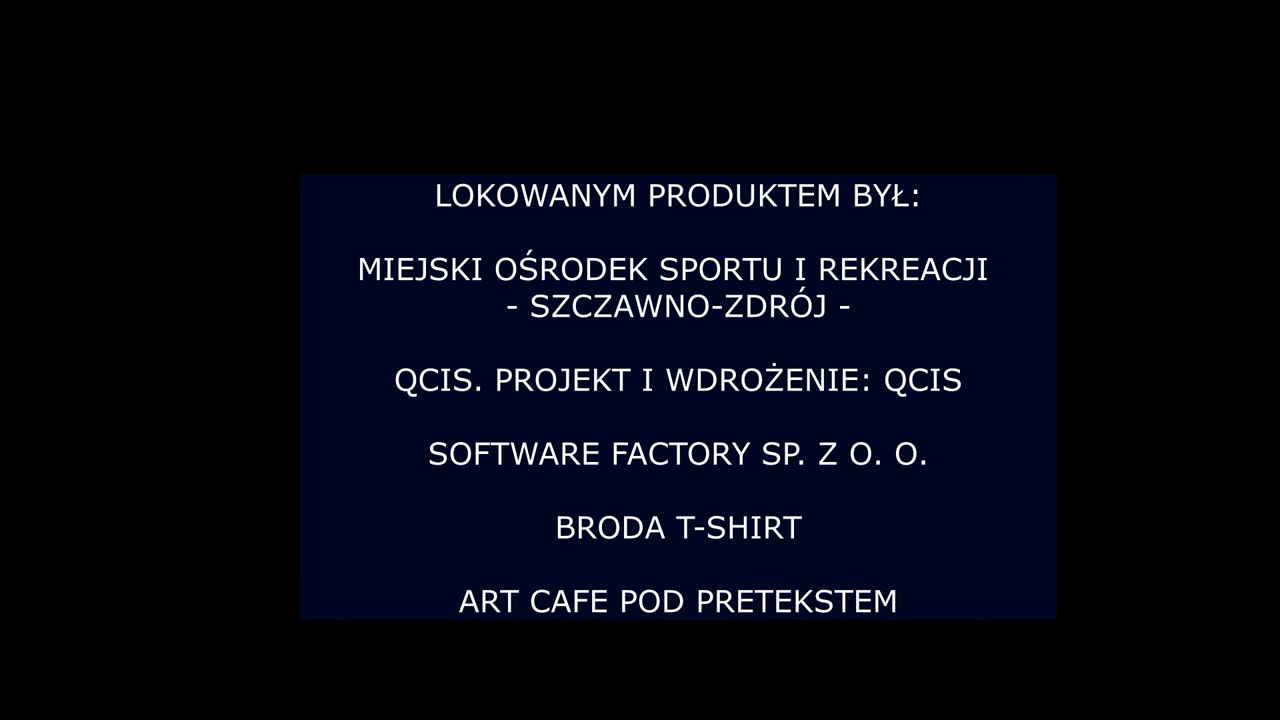 LOKOWANYM PRODUKTEM BYŁ:
MIEJSKI OŚRODEK SPORTU I REKREACJI
- SZCZAWNO-ZDRÓJ -
QCIS. PROJEKT I WDROŻENIE: QCIS
SOFTWARE FACTORY SP. Z O. O.
BRODA T-SHIRT
ART CAFE POD PRETEKSTEM